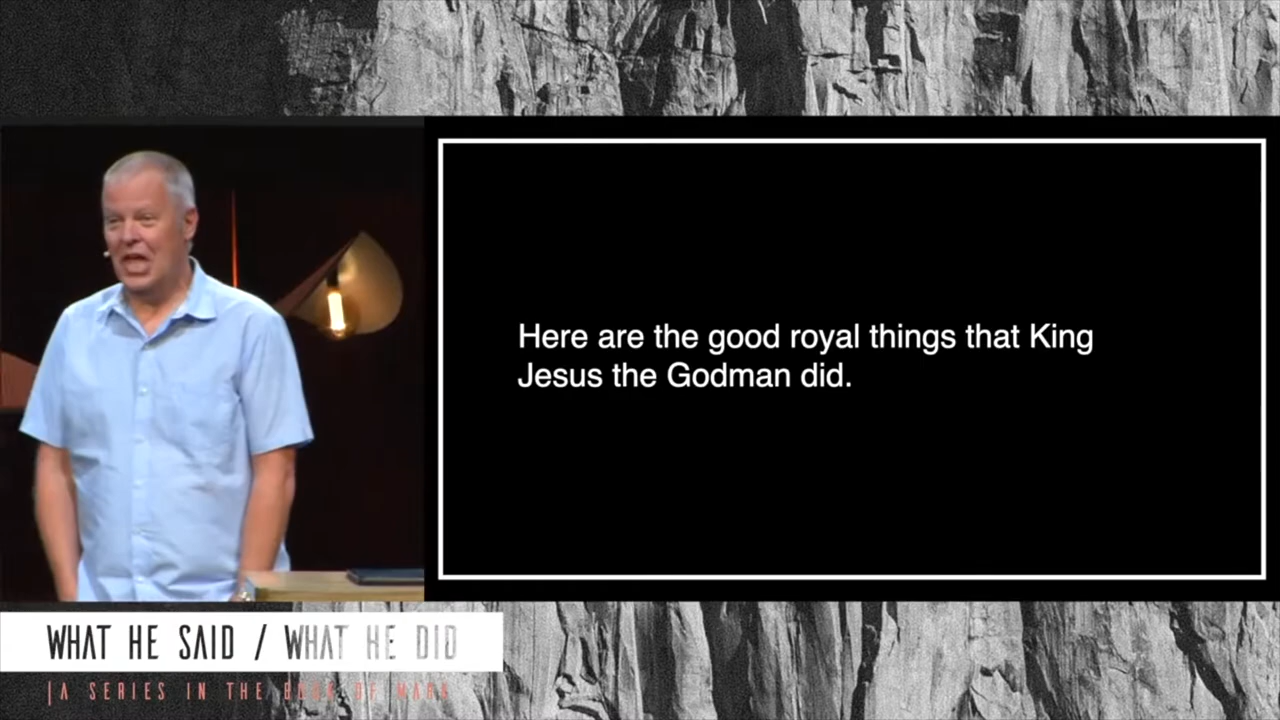 Here are the good royal things that King
Jesus the Godman did.
WHAT HE SAID / WHAT HE DID
|A SERIES IN THE BOOK OF MARK